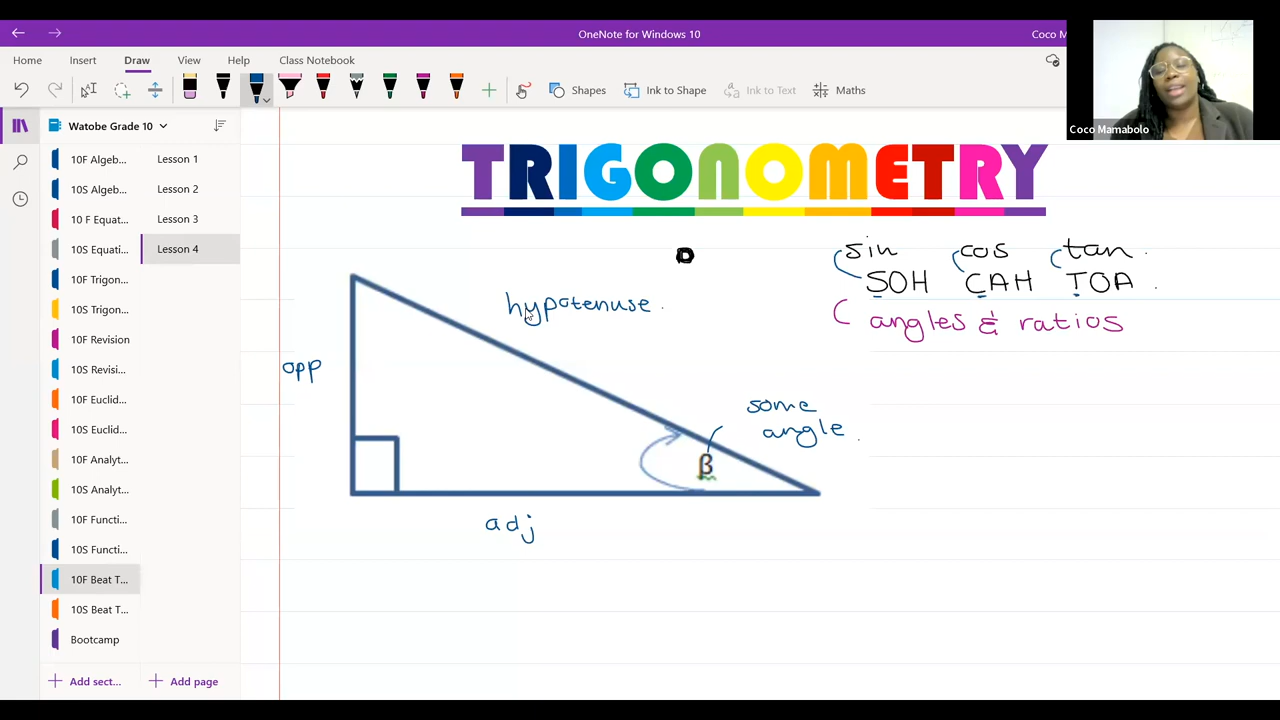 OneNote for Windows 10
Coco M
Home Insert Draw View Help Class Notebook
Shapes Ink to Shape Ink to Text Maths
Coco Mamabolo
Watobe Grade 10
10F Algeb...
10S Algeb...
10 F Equat...
10S Equati...
10F Trigon...
10S Trigon...
10F Revision
10S Revisi...
10F Euclid...
10S Euclid...
10F Analyt...
10S Analyt...
10F Functi...
10S Functi...
10F Beat T...
10S Beat T...
Bootcamp
Add sect...
Lesson 1
Lesson 2
Lesson 3
Lesson 4
Add page
TRIGONOMETRY
sin cos tan
SOH CAH TOA
angles & ratios
hypotenuse
opp
some
angle
β
adj